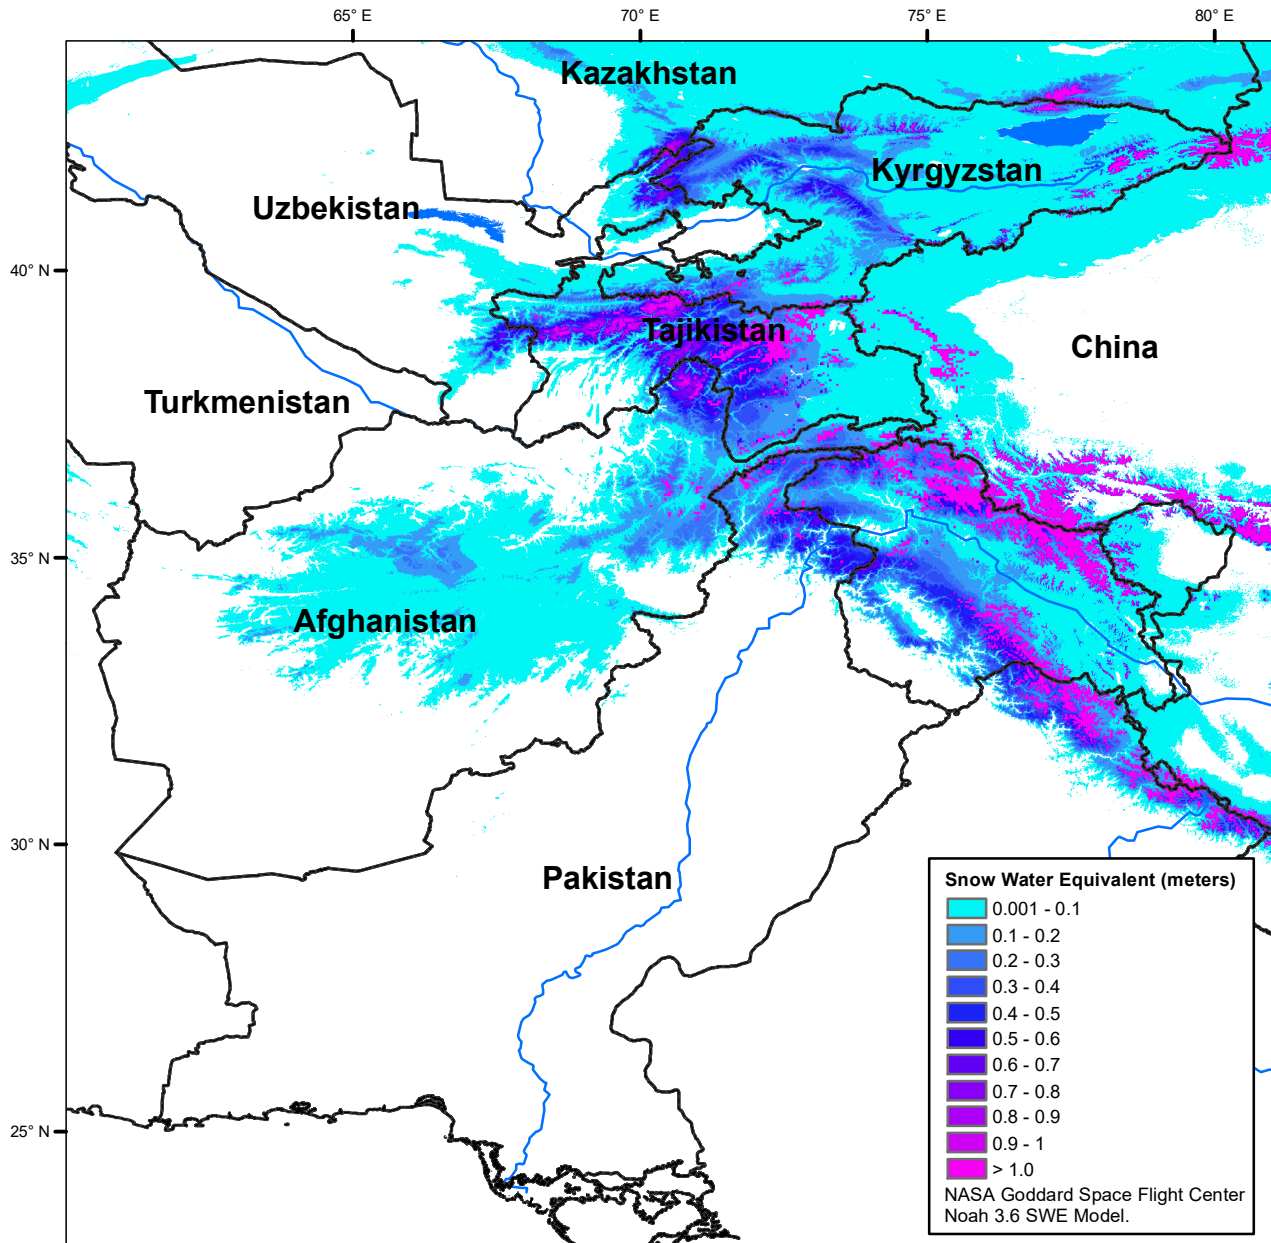 65° E
70° E
75° E
80° E
Kazakhstan
Kyrgyzstan
Uzbekistan
40° N
Tajikistan
China
Turkmenistan
35° N
Afghanistan
30° N
Pakistan
25° N
Snow Water Equivalent (meters)
0.001 - 0.1
0.1 - 0.2
0.2 - 0.3
0.3 - 0.4
0.4 - 0.5
0.5 - 0.6
0.6 - 0.7
0.7 - 0.8
0.8 - 0.9
0.9 - 1
> 1.0
NASA Goddard Space Flight Center
Noah 3.6 SWE Model.